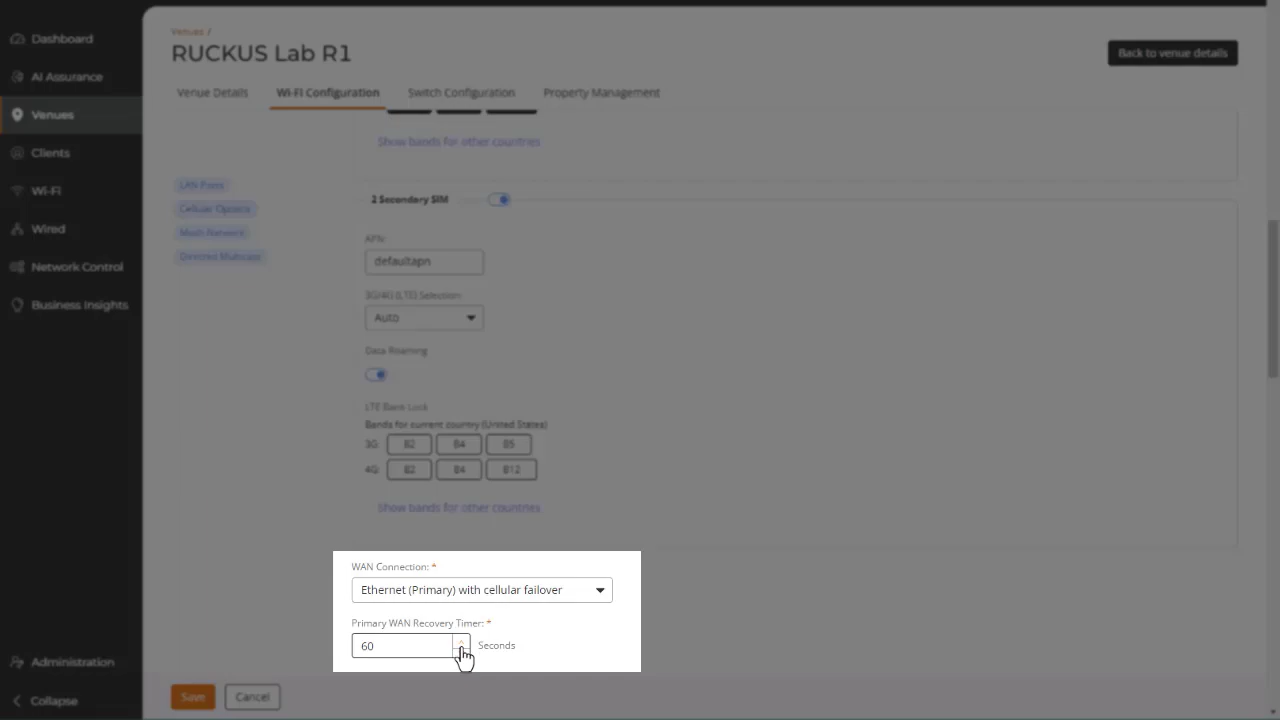 Dashboard
AI Assurance
Venues
Clients
Wi-Fi
Wired
Network Control
Business Insights
Administration
Collapse
Venues /
RUCKUS Lab R1
Back to venue details
Venue Details
Wi-Fi Configuration
Switch Configuration
Property Management
LAN Ports
Cellular Options
Mesh Network
Directed Multicast
Show bands for other countries
2 Secondary SIM
APN:
defaultapn
3G/4G (LTE) Selection:
Auto
Data Roaming
LTE Band Lock
Bands for current country (United States)
3G: B2 B4 B5
4G: B2 B4 B12
Show bands for other countries
WAN Connection: *
Ethernet (Primary) with cellular failover
Primary WAN Recovery Timer: *
60 Seconds
Save
Cancel